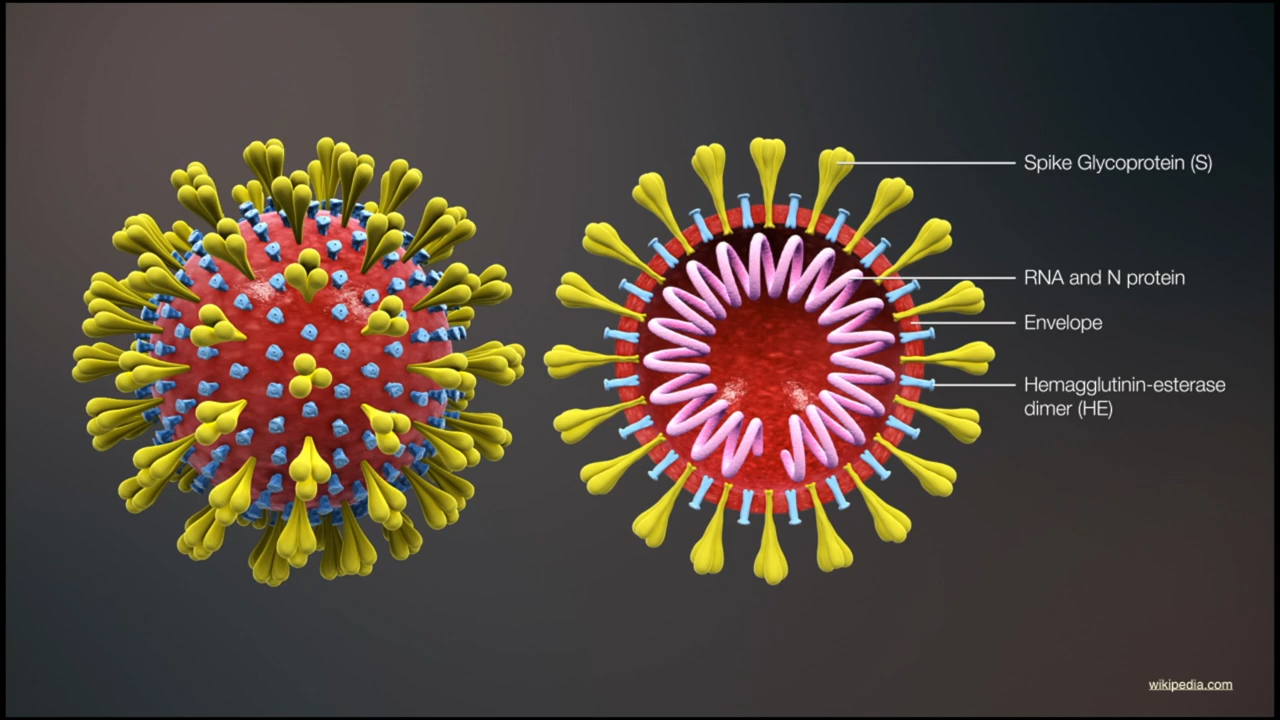 Spike Glycoprotein (S)
RNA and N protein
Envelope
Hemagglutinin-esterase
dimer (HE)
wikipedia.com